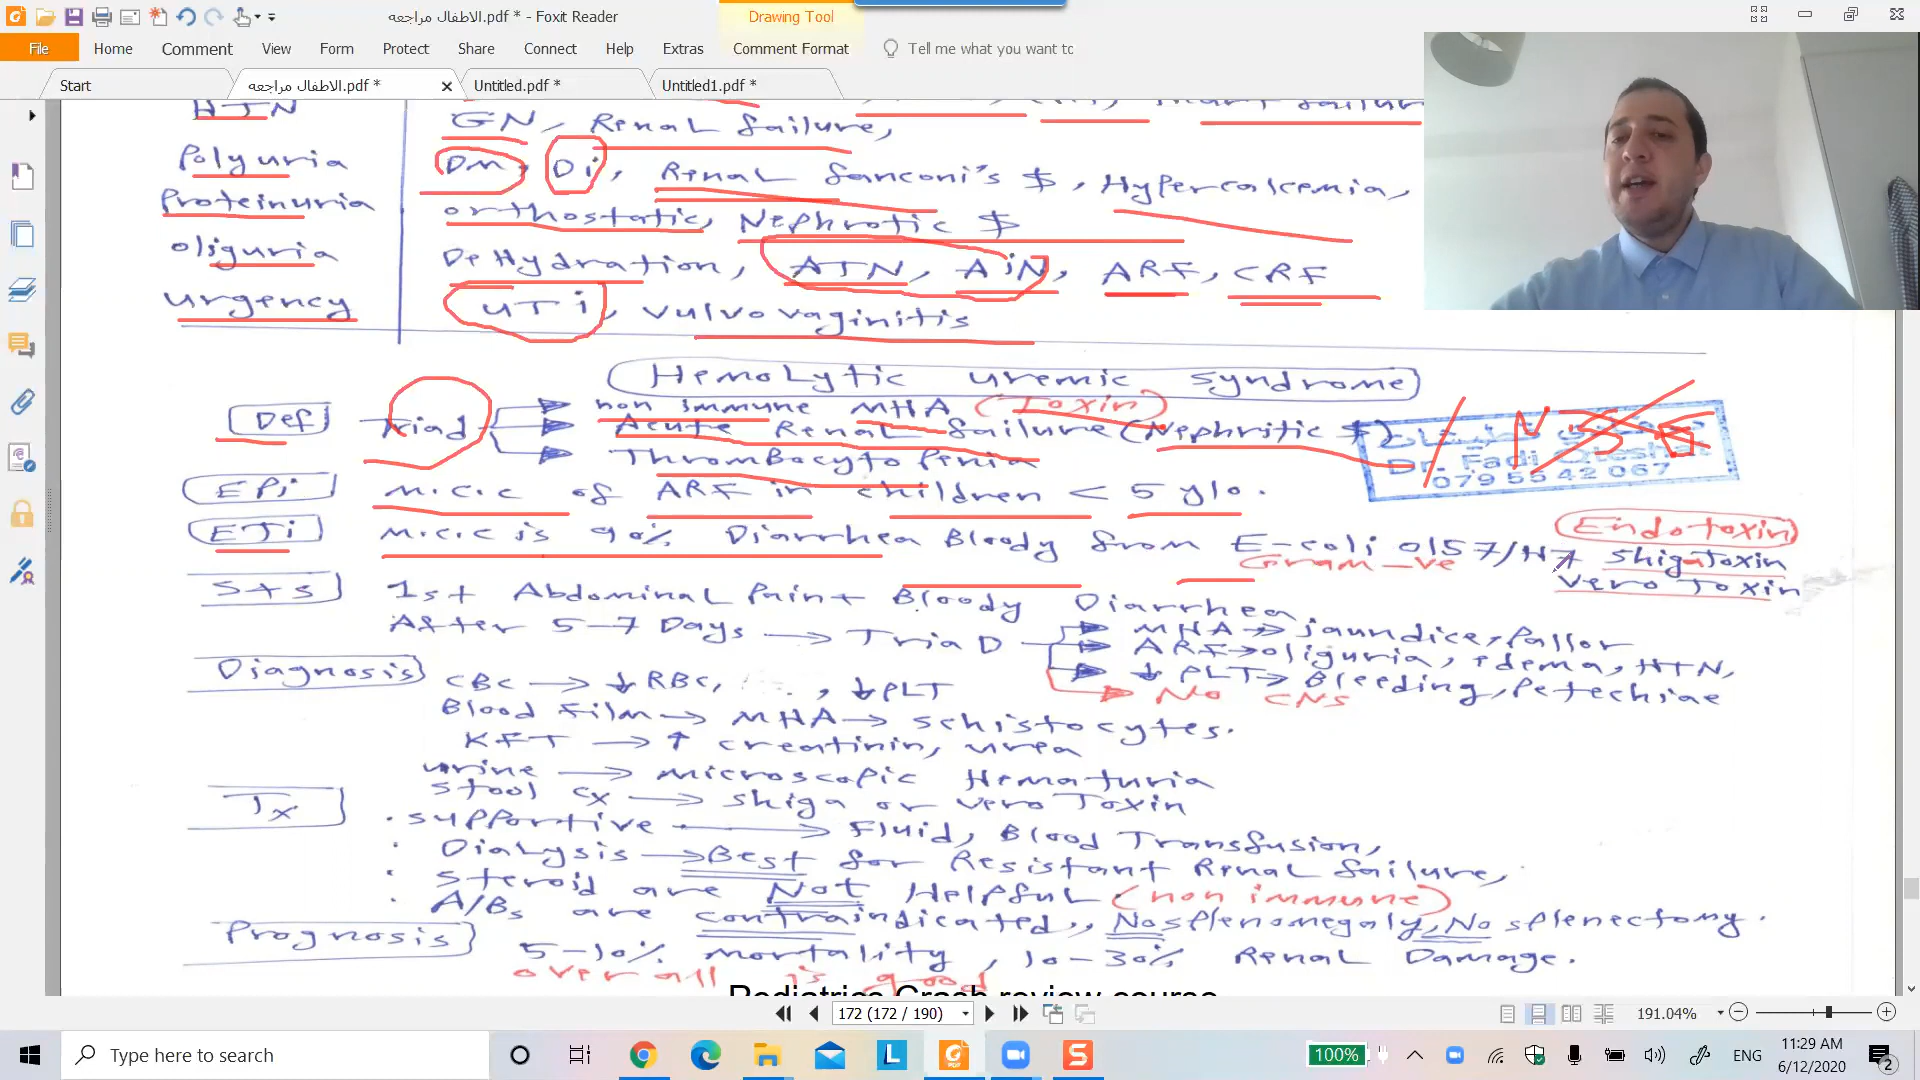 الاطفال مراجعه.pdf * - Foxit Reader
Drawing Tool
File Home Comment View Form Protect Share Connect Help Extras Comment Format Tell me what you want to
Start الاطفال مراجعه.pdf * Untitled.pdf * Untitled1.pdf *
HTN
GN, Renal failure,
Polyuria DM, Di, Renal fanconi's $, Hypercalcemia,
Proteinuria orthostatic, Nephrotic $
oliguria DeHydration, ATN, AiN, ARF, CRF
urgency UTi, vulvovaginitis
Hemolytic uremic syndrome
Def Triad non immune MHA (Toxin)
Acute Renal failure (Nephritic $) / N
Thrombocytopenia
Dr. Fadi
079 55 42 067
EPi M.C.C of ARF in children < 5 y/o.
ETi M.C.C is 90% Diarrhea Bloody from E-coli 0157/H7 shigaToxin
Endotoxin
Gram -ve
Vero Toxin
S+s 1st Abdominal Pain + Bloody Diarrhea,
After 5-7 Days → TriaD MHA → jaundice, Pallor
ARF → oliguria, edema, HTN,
↓ PLT → Bleeding, Petechiae
No CNS
Diagnosis CBC → ↓ RBC, , ↓ PLT
Blood Film → MHA → schistocytes.
KFT → ↑ creatinin, urea
urine → microscopic Hematuria
stool cx → shiga or vero Toxin
Tx . supportive → Fluid, Blood Transfusion,
. Dialysis → Best for Resistant Renal failure,
. steroid are Not Helpful (non immune)
. A/Bs are contraindicated, No splenomegaly, No splenectomy.
Prognosis 5-10% mortality, 10-30% Renal Damage.
over all is good
Pediatrics Crash review course
172 (172 / 190) 191.04%
Type here to search 100% ENG 11:29 AM
6/12/2020 2